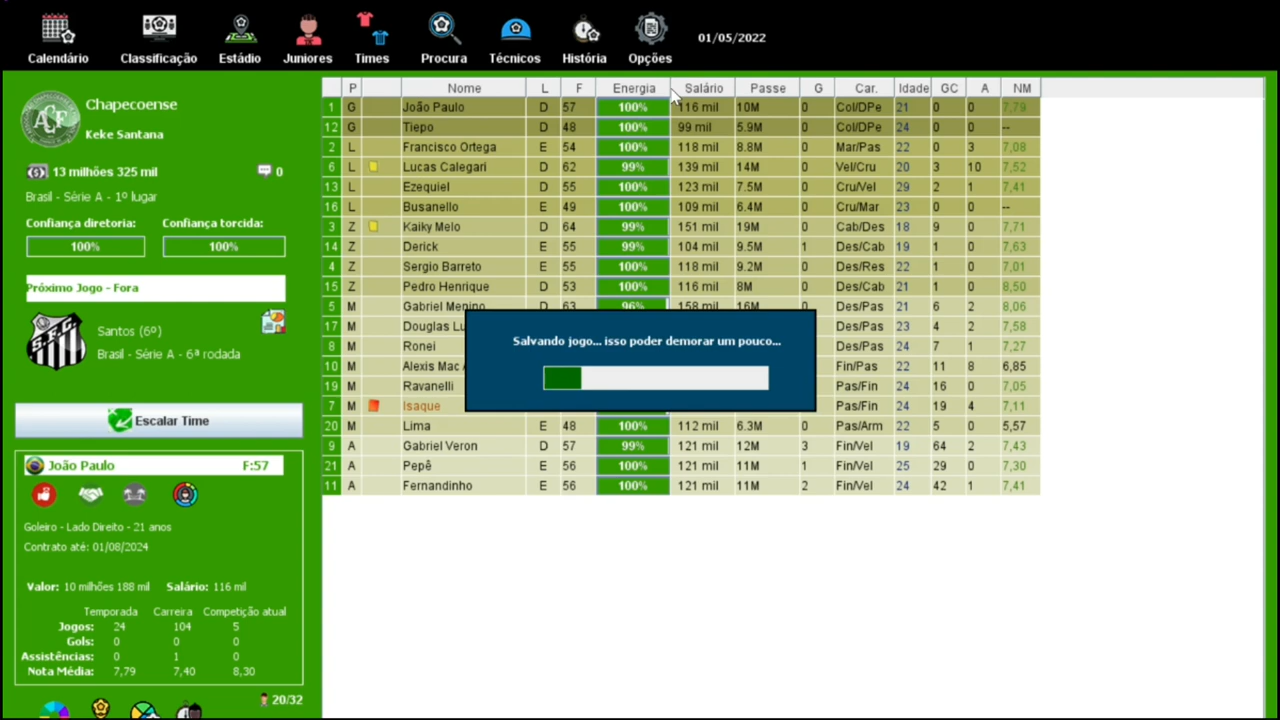 Calendário Classificação Estádio Juniores Times Procura Técnicos História Opções 01/05/2022
Chapecoense
Keke Santana
13 milhões 325 mil 0
Brasil - Série A - 1º lugar
Confiança diretoria: Confiança torcida:
100% 100%
Próximo Jogo - Fora
Santos (6º)
Brasil - Série A - 6ª rodada
Escalar Time
João Paulo F:57
Goleiro - Lado Direito - 21 anos
Contrato até: 01/08/2024
Valor: 10 milhões 188 mil Salário: 116 mil
Temporada Carreira Competição atual
Jogos: 24 104 5
Gols: 0 0 0
Assistências: 0 1 0
Nota Média: 7,79 7,40 8,30
20/32
P Nome L F Energia Salário Passe G Car. Idade GC A NM
1 G João Paulo D 57 100% 116 mil 10M 0 Col/DPe 21 0 0 7,79
12 G Tiepo D 48 100% 99 mil 5.9M 0 Col/DPe 24 0 0 --
2 L Francisco Ortega E 54 100% 118 mil 8.8M 0 Mar/Pas 22 0 3 7,08
6 L Lucas Calegari D 62 99% 139 mil 14M 0 Vel/Cru 20 3 10 7,52
13 L Ezequiel D 55 100% 123 mil 7.5M 0 Cru/Vel 29 2 1 7,41
16 L Busanello E 49 100% 109 mil 6.4M 0 Cru/Mar 23 0 0 --
3 Z Kaiky Melo D 64 99% 151 mil 19M 0 Cab/Des 18 9 0 7,71
14 Z Derick E 55 99% 104 mil 9.5M 1 Des/Cab 19 1 0 7,63
4 Z Sergio Barreto E 55 100% 118 mil 9.2M 0 Des/Res 22 1 0 7,01
15 Z Pedro Henrique D 53 100% 116 mil 8M 0 Des/Cab 21 1 0 8,50
5 M Gabriel Menino D 63 96% 158 mil 16M 0 Des/Pas 21 6 2 8,06
17 M Douglas Des/Pas 23 4 2 7,58
8 M Ronei Des/Pas 24 7 1 7,27
10 M Alexis Mac Fin/Pas 22 11 8 6,85
19 M Ravanelli Pas/Fin 24 16 0 7,05
7 M Isaque Pas/Fin 24 19 4 7,11
20 M Lima E 48 100% 112 mil 6.3M 0 Pas/Arm 22 5 0 5,57
9 A Gabriel Veron D 57 99% 121 mil 12M 3 Fin/Vel 19 64 2 7,43
21 A Pepê E 56 100% 121 mil 11M 1 Fin/Vel 25 29 0 7,30
11 A Fernandinho E 56 100% 121 mil 11M 2 Fin/Vel 24 42 1 7,41
Salvando jogo... isso poder demorar um pouco...